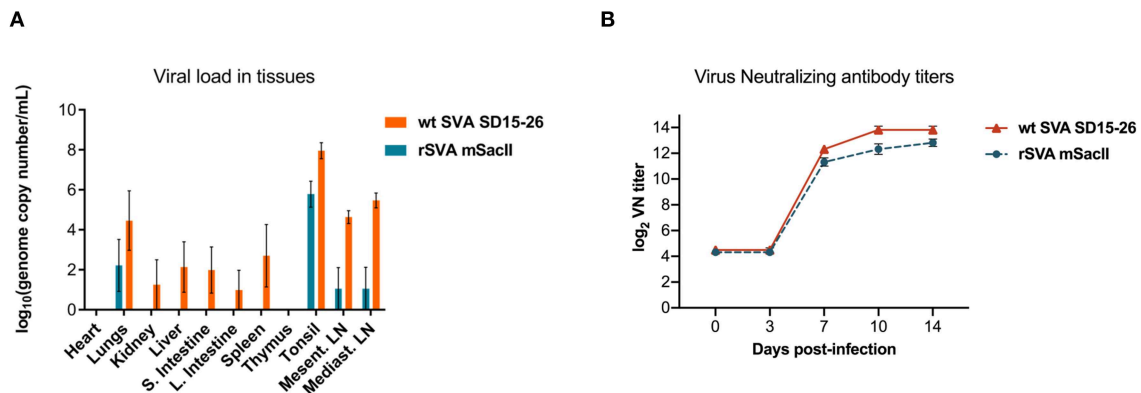 A
Viral load in tissues
log10(genome copy number/mL)
10
8
6
4
2
0
Heart
Lungs
Kidney
Liver
S. Intestine
L. Intestine
Spleen
Thymus
Tonsil
Mesent. LN
Mediast. LN
wt SVA SD15-26
rSVA mSacII
B
Virus Neutralizing antibody titers
log2 VN titer
14
12
10
8
6
4
2
0
0 3 7 10 14
Days post-infection
wt SVA SD15-26
rSVA mSacII